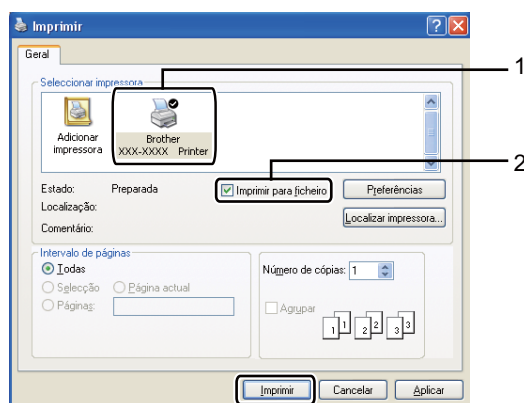 Imprimir
Geral
1
Seleccionar impressora
Adicionar
impressora
Brother
XXX-XXXX Printer
2
Estado: Preparada
Imprimir para ficheiro
Preferências
Localização:
Localizar impressora...
Comentário:
Intervalo de páginas
Todas
Selecção
Página actual
Páginas:
Número de cópias: 1
Agrupar
1 1 2 2 3 3
Imprimir
Cancelar
Aplicar